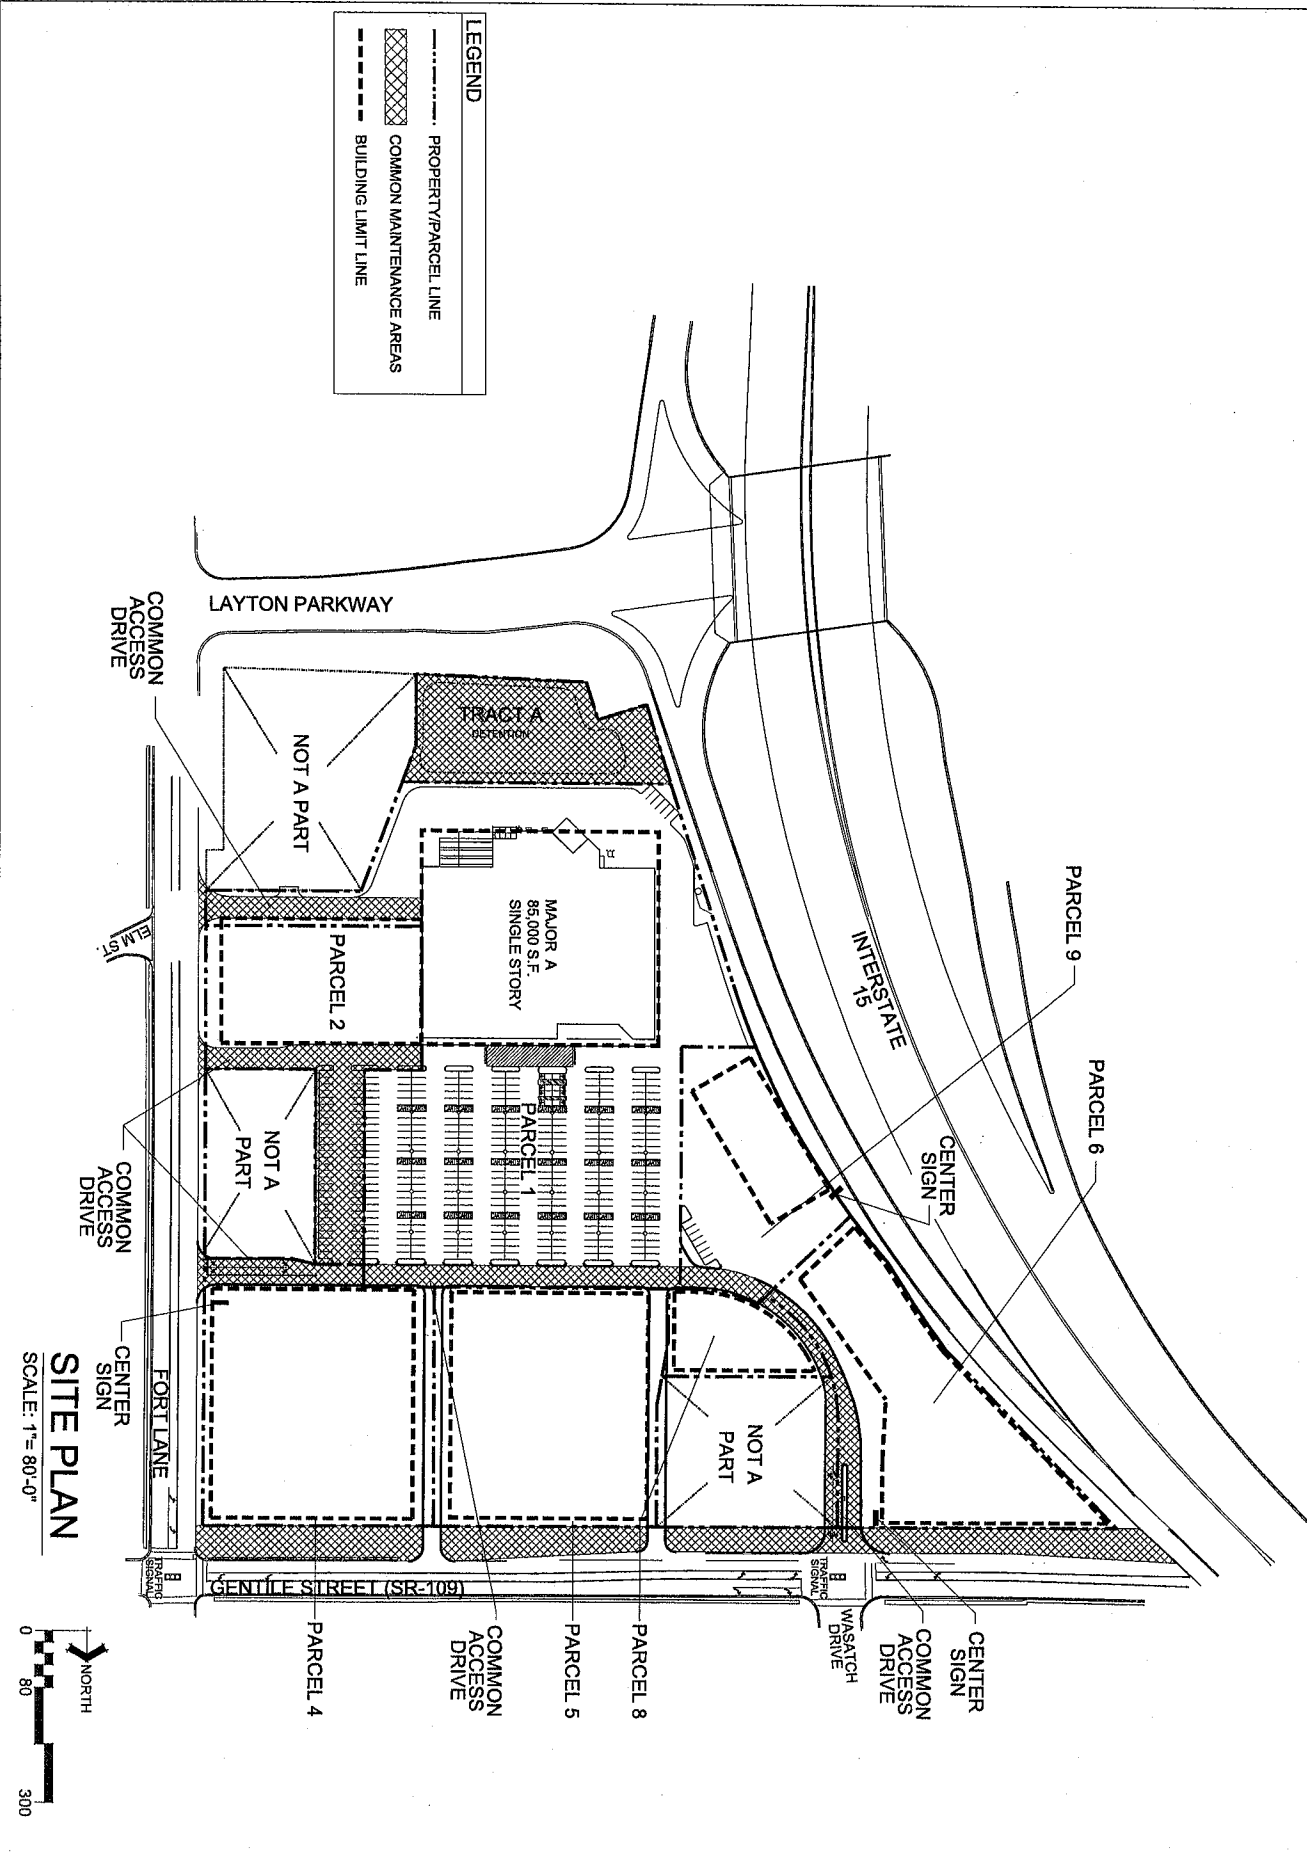 LEGEND
PROPERTY/PARCEL LINE
COMMON MAINTENANCE AREAS
BUILDING LIMIT LINE
LAYTON PARKWAY
COMMON
ACCESS
DRIVE
TRACT A
DETENTION
NOT A PART
MAJOR A
85,000 S.F.
SINGLE STORY
PARCEL 2
ELM ST.
PARCEL 9
INTERSTATE
15
PARCEL 6
CENTER
SIGN
PARCEL 1
NOT A
PART
COMMON
ACCESS
DRIVE
CENTER
SIGN
FORT LANE
NOT A
PART
SITE PLAN
SCALE: 1"= 80'-0"
TRAFFIC
SIGNAL
GENTILE STREET (SR-109)
TRAFFIC
SIGNAL
WASATCH
DRIVE
PARCEL 4
COMMON
ACCESS
DRIVE
PARCEL 5
PARCEL 8
COMMON
ACCESS
DRIVE
CENTER
SIGN
NORTH
0
80
300